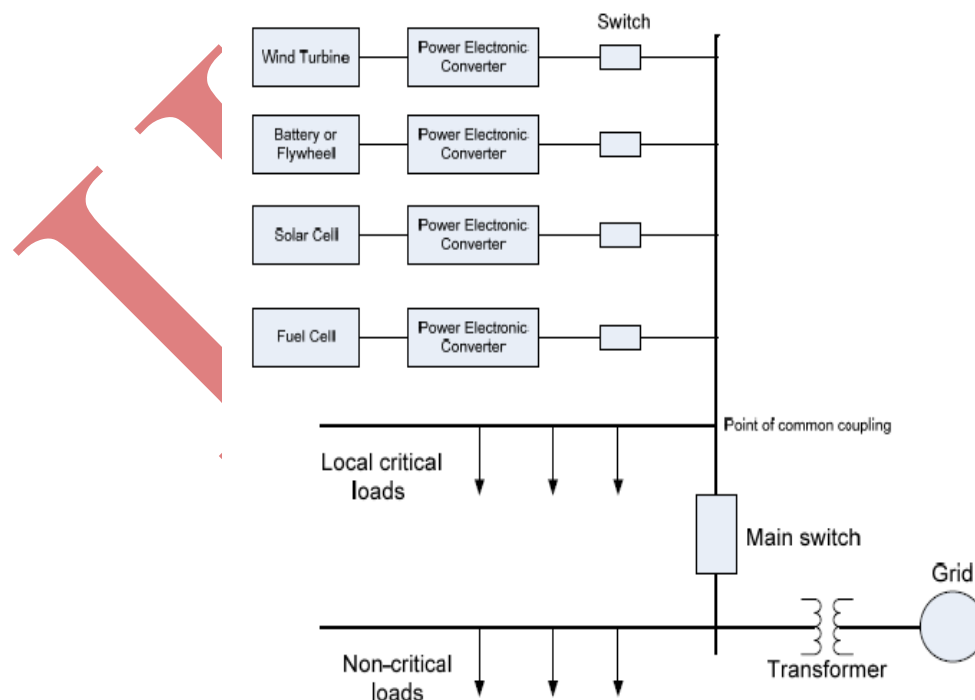 Switch
Wind Turbine
Power Electronic
Converter
Battery or
Flywheell
Power Electronic
Converter
Solar Cell
Power Electronic
Converter
Fuel Cell
Power Electronic
Converter
Point of common coupling
Local critical
loads
Main switch
Grid
Non-critical
loads
Transformer